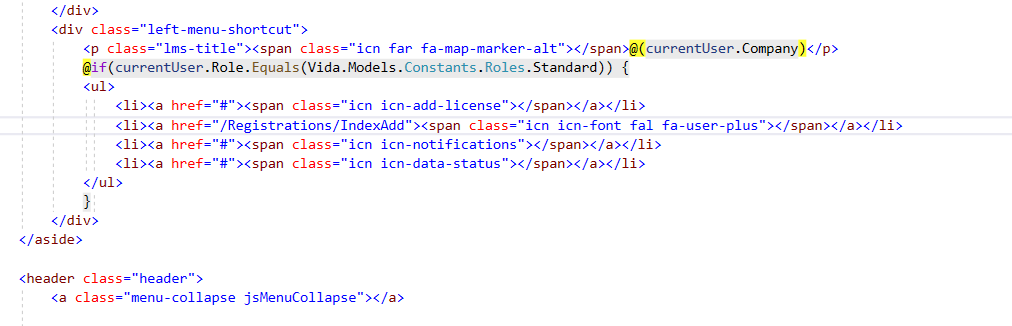 </div>
<div class="left-menu-shortcut">
<p class="lms-title"><span class="icn far fa-map-marker-alt"></span>@(currentUser.Company)</p>
@if(currentUser.Role.Equals(Vida.Models.Constants.Roles.Standard)) {
<ul>
<li><a href="#"><span class="icn icn-add-license"></span></a></li>
<li><a href="/Registrations/IndexAdd"><span class="icn icn-font fal fa-user-plus"></span></a></li>
<li><a href="#"><span class="icn icn-notifications"></span></a></li>
<li><a href="#"><span class="icn icn-data-status"></span></a></li>
</ul>
}
</div>
</aside>
<header class="header">
<a class="menu-collapse jsMenuCollapse"></a>